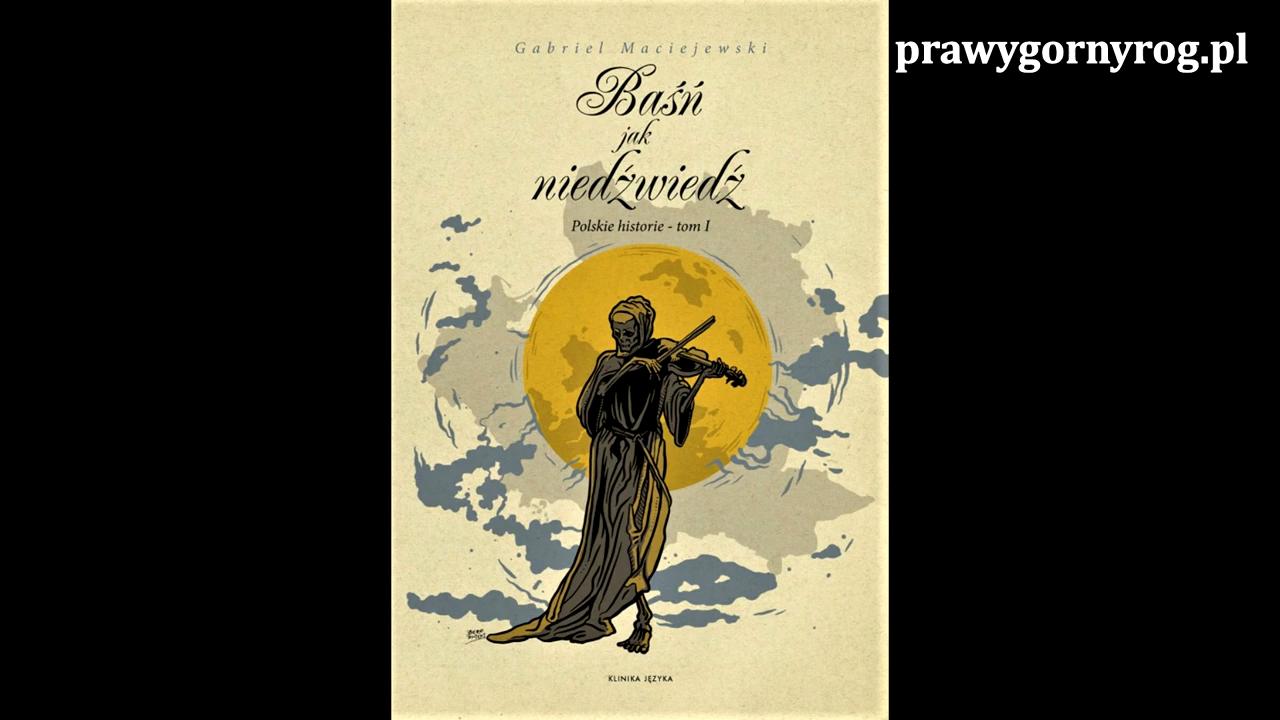 Gabriel Maciejewski
prawygornyrog.pl
Baśń
jak
niedźwiedź
Polskie historie - tom I
KLINIKA JĘZYKA